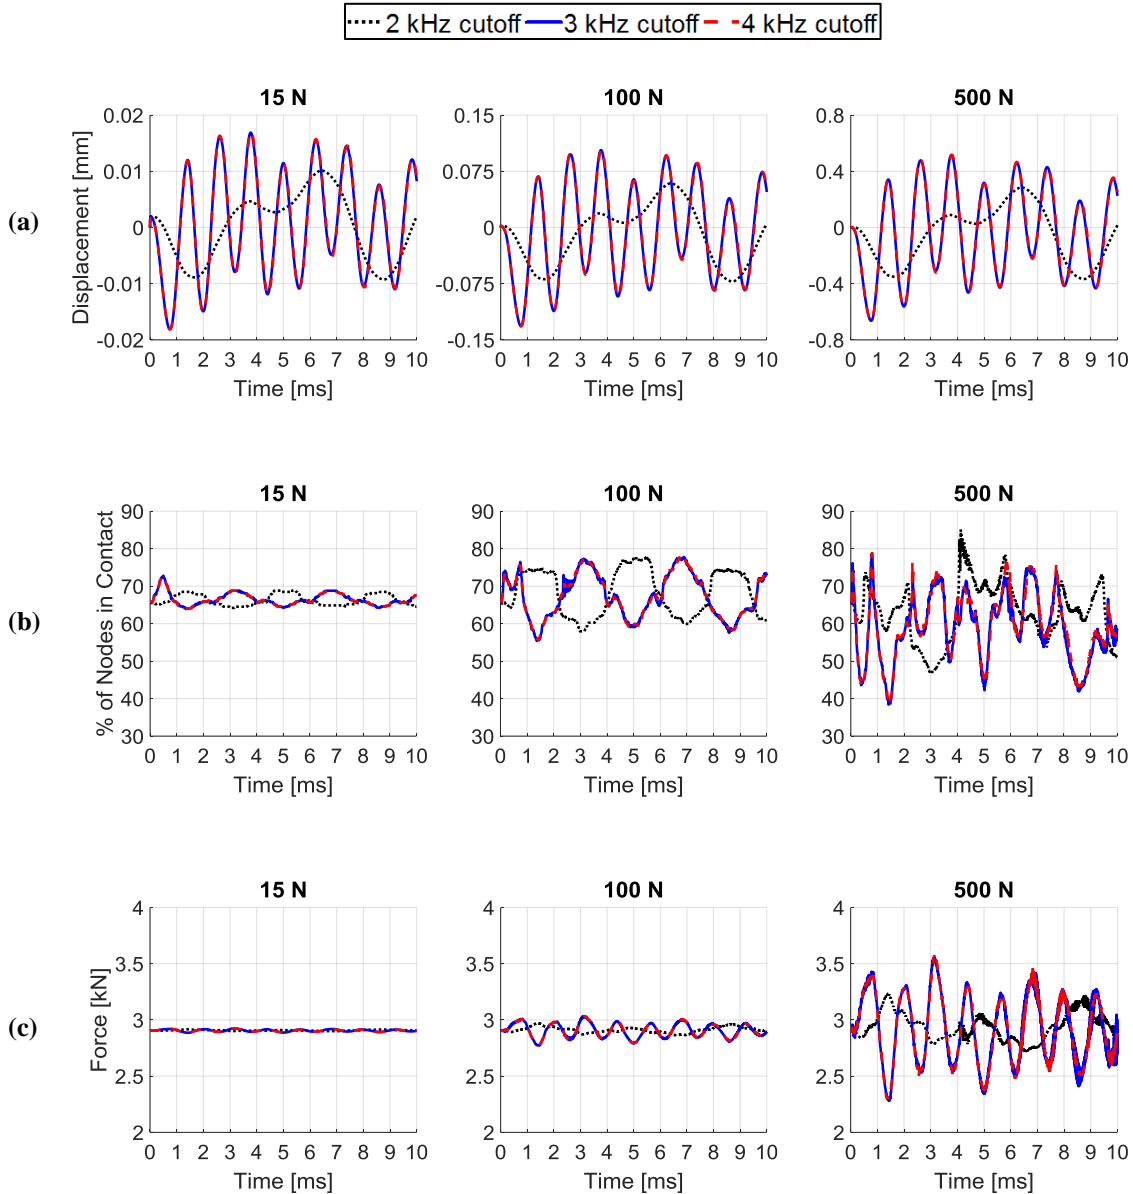 2 kHz cutoff 3 kHz cutoff 4 kHz cutoff
15 N 100 N 500 N
0.02 0.15 0.8
0.01 0.075 0.4
(a) Displacement [mm] 0 0 0
-0.01 -0.075 -0.4
-0.02 -0.15 -0.8
0 1 2 3 4 5 6 7 8 9 10 0 1 2 3 4 5 6 7 8 9 10 0 1 2 3 4 5 6 7 8 9 10
Time [ms] Time [ms] Time [ms]
15 N 100 N 500 N
90 90 90
80 80 80
70 70 70
(b) % of Nodes in Contact 60 60 60
50 50 50
40 40 40
30 30 30
0 1 2 3 4 5 6 7 8 9 10 0 1 2 3 4 5 6 7 8 9 10 0 1 2 3 4 5 6 7 8 9 10
Time [ms] Time [ms] Time [ms]
15 N 100 N 500 N
4 4 4
3.5 3.5 3.5
(c) Force [kN] 3 3 3
2.5 2.5 2.5
2 2 2
0 1 2 3 4 5 6 7 8 9 10 0 1 2 3 4 5 6 7 8 9 10 0 1 2 3 4 5 6 7 8 9 10
Time [ms] Time [ms] Time [ms]